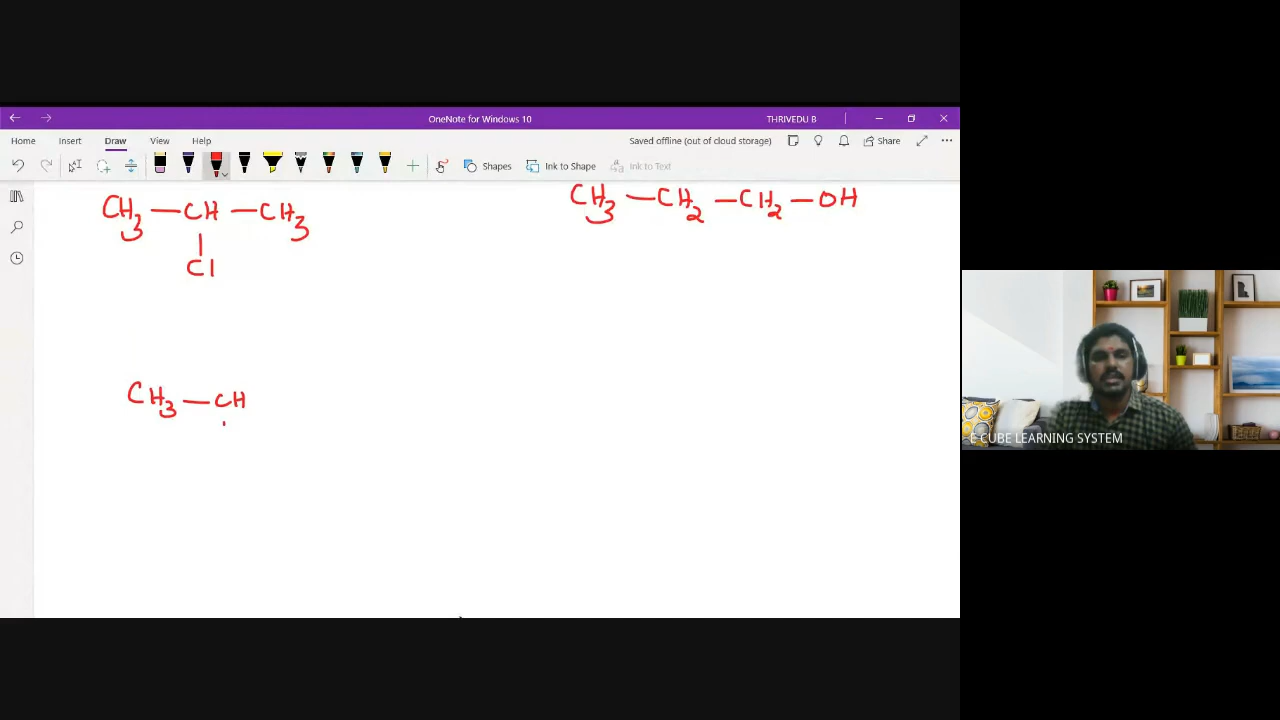 OneNote for Windows 10
THRIVEDU B
Home Insert Draw View Help
Saved offline (out of cloud storage)
Share
Shapes
Ink to Shape
Ink to Text
CH3 — CH — CH3
|
Cl
CH3 — CH2 — CH2 — OH
CH3 — CH
E CUBE LEARNING SYSTEM